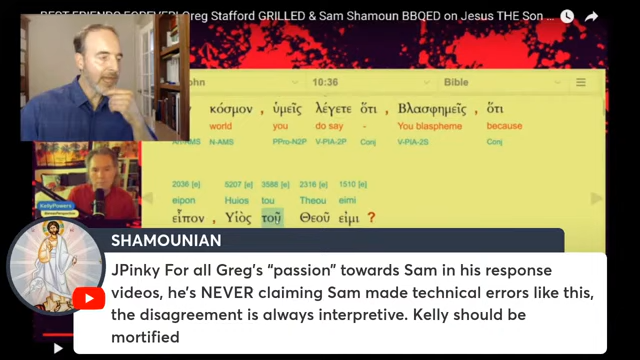 BEST FRIENDS FOREVER! Greg Stafford GRILLED & Sam Shamoun BBQED on Jesus THE Son ...
John 10:36 Bible
κόσμον , ὑμεῖς λέγετε ὅτι , Βλασφημεῖς , ὅτι
world you do say - You blaspheme because
Art-AMS N-AMS PPro-N2P V-PIA-2P Conj V-PIA-2S Conj
KellyPowers
2036 [e] 5207 [e] 3588 [e] 2316 [e] 1510 [e]
eipon Huios tou Theou eimi
εἶπον , Υἱὸς τοῦ Θεοῦ εἰμι ?
SHAMOUNIAN
JPinky For all Greg's “passion” towards Sam in his response
videos, he's NEVER claiming Sam made technical errors like this,
the disagreement is always interpretive. Kelly should be
mortified